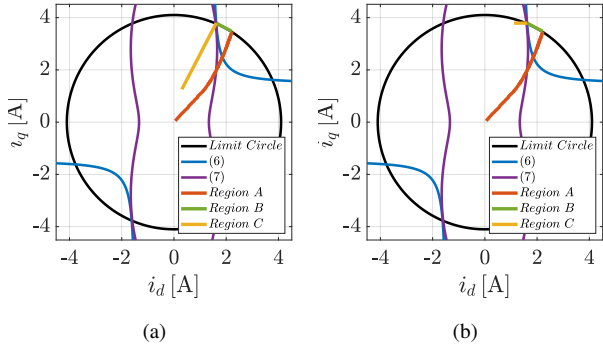 4
2
0
-2
-4
i_q [A]
-4 -2 0 2 4
i_d [A]
Limit Circle
(6)
(7)
Region A
Region B
Region C
(a)
4
2
0
-2
-4
i_q [A]
-4 -2 0 2 4
i_d [A]
Limit Circle
(6)
(7)
Region A
Region B
Region C
(b)